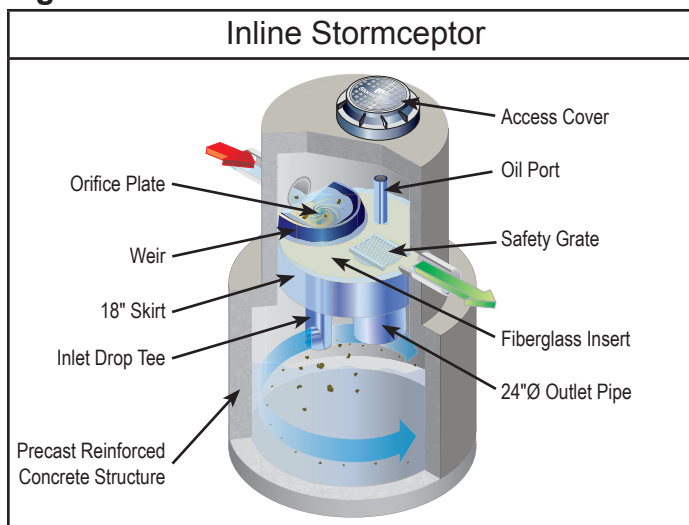 Inline Stormceptor
Access Cover
Oil Port
Orifice Plate
Safety Grate
Weir
18" Skirt
Fiberglass Insert
Inlet Drop Tee
24"Ø Outlet Pipe
Precast Reinforced
Concrete Structure